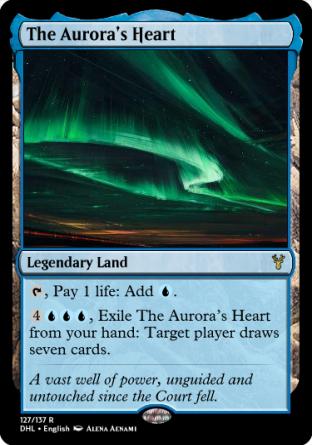 The Aurora's Heart
Legendary Land
, Pay 1 life: Add .
4 , Exile The Aurora's Heart
from your hand: Target player draws
seven cards.
A vast well of power, unguided and
untouched since the Court fell.
127/137 R
DHL • English Alena Aenami